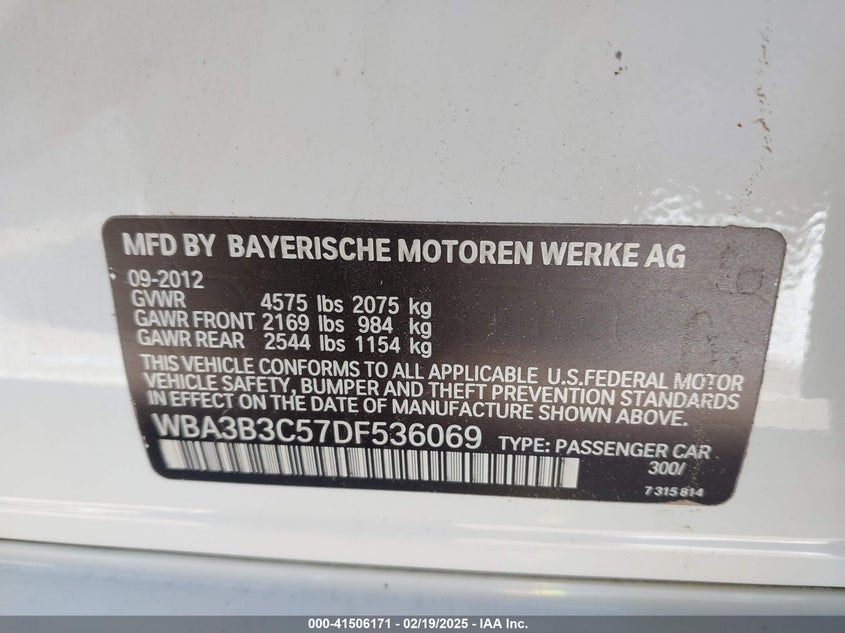 MFD BY BAYERISCHE MOTOREN WERKE AG
09-2012
GVWR 4575 lbs 2075 kg
GAWR FRONT 2169 lbs 984 kg
GAWR REAR 2544 lbs 1154 kg
THIS VEHICLE CONFORMS TO ALL APPLICABLE U.S.FEDERAL MOTOR
VEHICLE SAFETY, BUMPER AND THEFT PREVENTION STANDARDS
IN EFFECT ON THE DATE OF MANUFACTURE SHOWN ABOVE.
WBA3B3C57DF536069 TYPE: PASSENGER CAR
300/
7 315 814
000-41506171 - 02/19/2025 - IAA Inc.